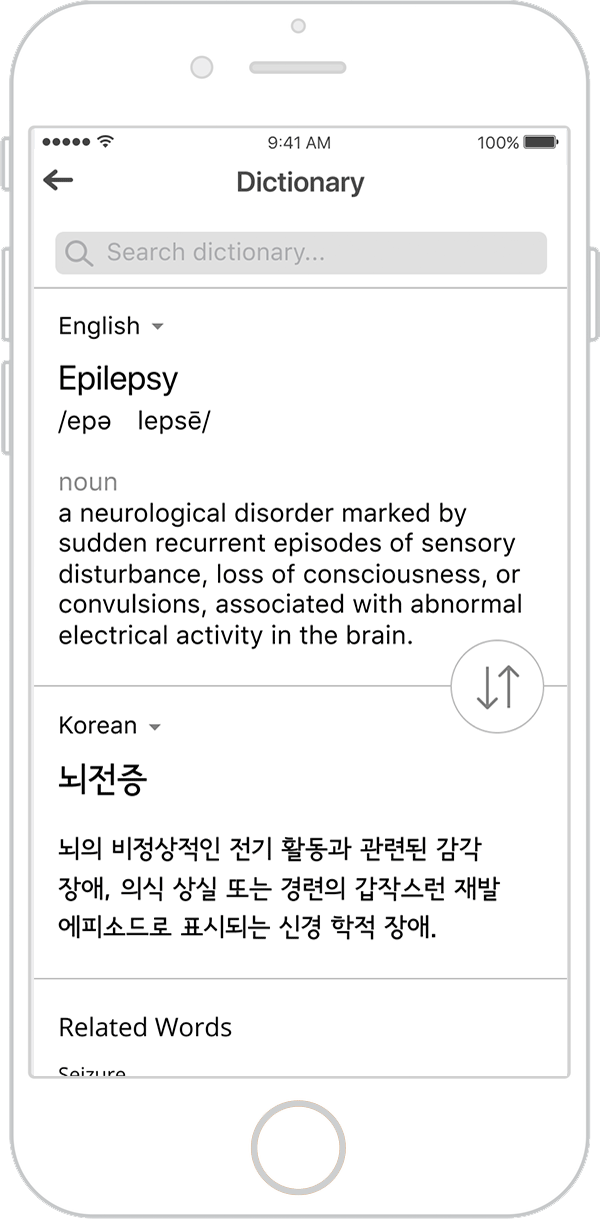 9:41 AM 100%
Dictionary
Search dictionary...
English
Epilepsy
/epə lepsē/
noun
a neurological disorder marked by
sudden recurrent episodes of sensory
disturbance, loss of consciousness, or
convulsions, associated with abnormal
electrical activity in the brain.
Korean
뇌전증
뇌의 비정상적인 전기 활동과 관련된 감각
장애, 의식 상실 또는 경련의 갑작스런 재발
에피소드로 표시되는 신경 학적 장애.
Related Words
Seizure